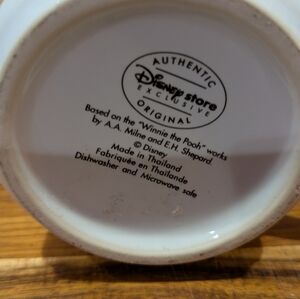 AUTHENTIC
Disney store
EXCLUSIVE
ORIGINAL
Based on the "Winnie the Pooh" works
by A.A. Milne and E.H. Shepard
© Disney
Made in Thailand
Fabriquée en Thailande
Dishwasher and Microwave safe